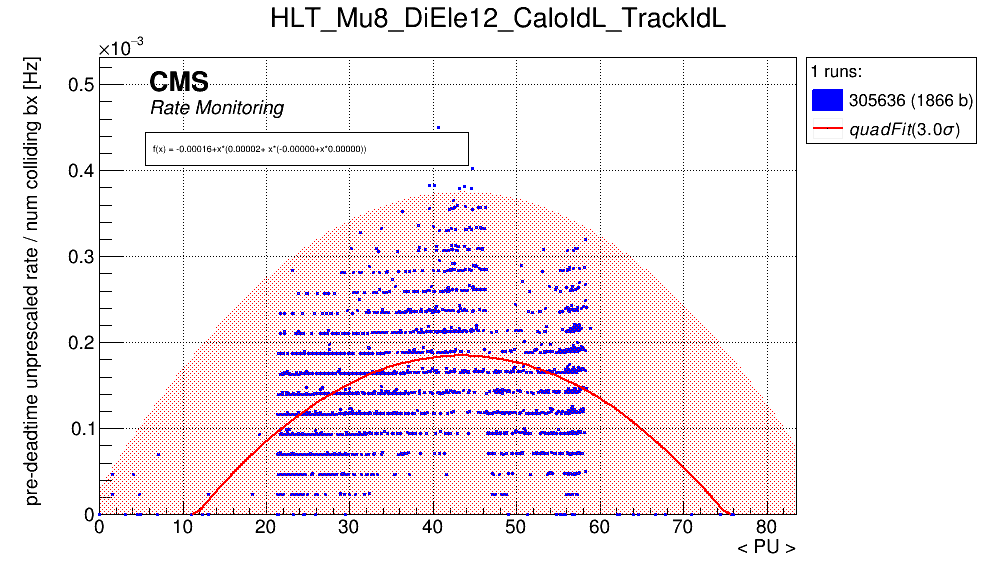 HLT_Mu8_DiEle12_CaloIdL_TrackIdL
×10⁻³
pre-deadtime unprescaled rate / num colliding bx [Hz]
0.5
0.4
0.3
0.2
0.1
0
CMS
Rate Monitoring
f(x) = -0.00016+x*(0.00002+ x*(-0.00000+x*0.00000))
1 runs:
305636 (1866 b)
quadFit(3.0σ)
0 10 20 30 40 50 60 70 80
< PU >